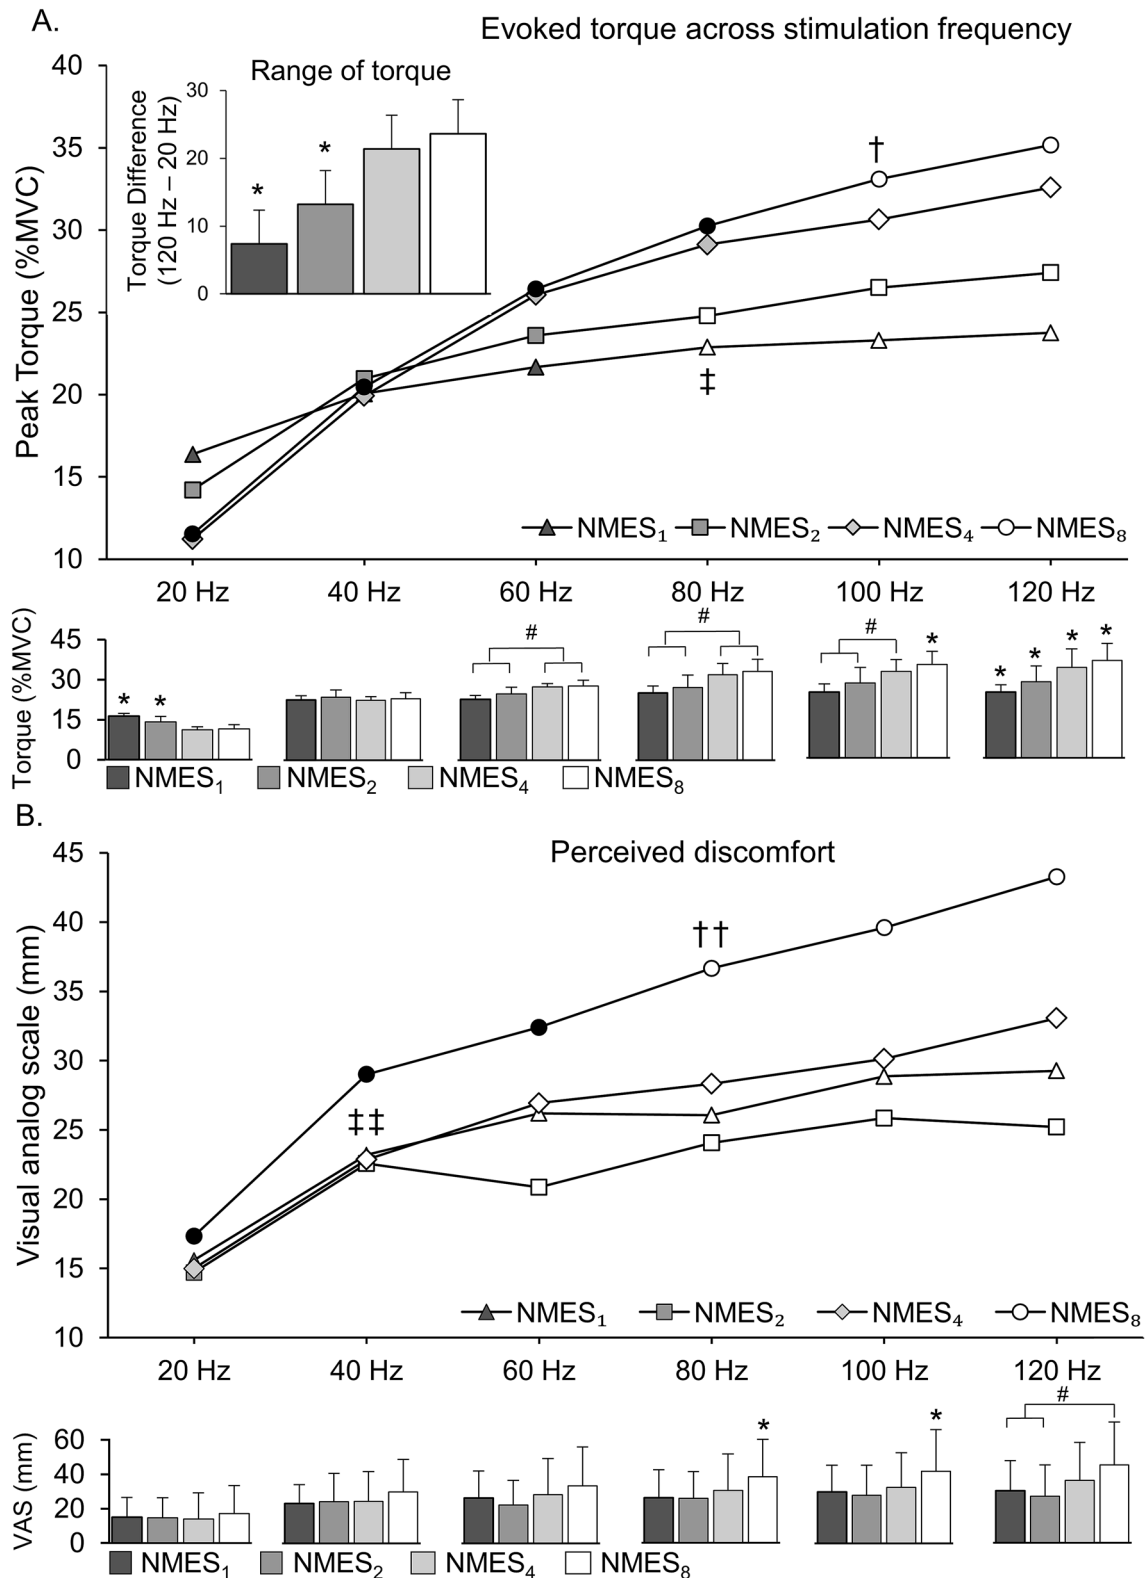 A.
Evoked torque across stimulation frequency
Range of torque
Torque Difference
(120 Hz – 20 Hz)
30
20
10
0
*
*
Peak Torque (%MVC)
40
35
30
25
20
15
10
†
‡
NMES₁ NMES₂ NMES₄ NMES₈
20 Hz 40 Hz 60 Hz 80 Hz 100 Hz 120 Hz
Torque (%MVC)
45
30
15
0
* *
#
#
# *
* * * *
NMES₁ NMES₂ NMES₄ NMES₈
B.
Perceived discomfort
Visual analog scale (mm)
45
40
35
30
25
20
15
10
††
‡‡
NMES₁ NMES₂ NMES₄ NMES₈
20 Hz 40 Hz 60 Hz 80 Hz 100 Hz 120 Hz
VAS (mm)
60
40
20
0
*
*
#
NMES₁ NMES₂ NMES₄ NMES₈